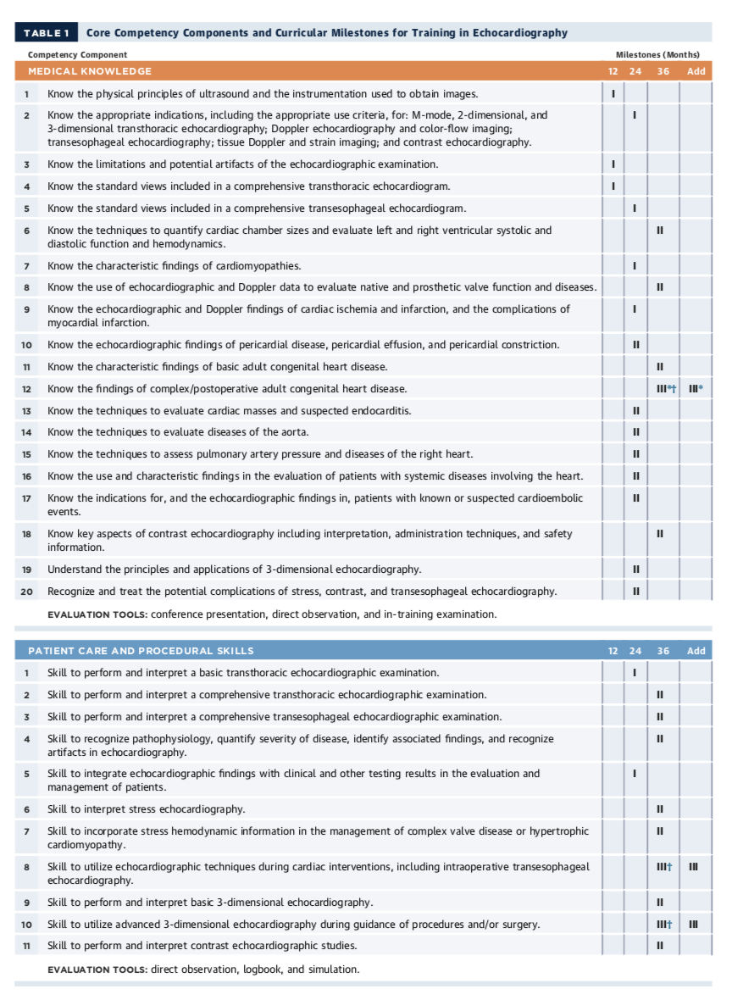 TABLE 1 Core Competency Components and Curricular Milestones for Training in Echocardiography
Competency Component Milestones (Months)
MEDICAL KNOWLEDGE 12 24 36 Add
1 Know the physical principles of ultrasound and the instrumentation used to obtain images. I
2 Know the appropriate indications, including the appropriate use criteria, for: M-mode, 2-dimensional, and I
3-dimensional transthoracic echocardiography; Doppler echocardiography and color-flow imaging;
transesophageal echocardiography; tissue Doppler and strain imaging; and contrast echocardiography.
3 Know the limitations and potential artifacts of the echocardiographic examination. I
4 Know the standard views included in a comprehensive transthoracic echocardiogram. I
5 Know the standard views included in a comprehensive transesophageal echocardiogram. I
6 Know the techniques to quantify cardiac chamber sizes and evaluate left and right ventricular systolic and II
diastolic function and hemodynamics.
7 Know the characteristic findings of cardiomyopathies. I
8 Know the use of echocardiographic and Doppler data to evaluate native and prosthetic valve function and diseases. II
9 Know the echocardiographic and Doppler findings of cardiac ischemia and infarction, and the complications of I
myocardial infarction.
10 Know the echocardiographic findings of pericardial disease, pericardial effusion, and pericardial constriction. II
11 Know the characteristic findings of basic adult congenital heart disease. II
12 Know the findings of complex/postoperative adult congenital heart disease. III*† III*
13 Know the techniques to evaluate cardiac masses and suspected endocarditis. II
14 Know the techniques to evaluate diseases of the aorta. II
15 Know the techniques to assess pulmonary artery pressure and diseases of the right heart. II
16 Know the use and characteristic findings in the evaluation of patients with systemic diseases involving the heart. II
17 Know the indications for, and the echocardiographic findings in, patients with known or suspected cardioembolic II
events.
18 Know key aspects of contrast echocardiography including interpretation, administration techniques, and safety II
information.
19 Understand the principles and applications of 3-dimensional echocardiography. II
20 Recognize and treat the potential complications of stress, contrast, and transesophageal echocardiography. II
EVALUATION TOOLS: conference presentation, direct observation, and in-training examination.
PATIENT CARE AND PROCEDURAL SKILLS 12 24 36 Add
1 Skill to perform and interpret a basic transthoracic echocardiographic examination. I
2 Skill to perform and interpret a comprehensive transthoracic echocardiographic examination. II
3 Skill to perform and interpret a comprehensive transesophageal echocardiographic examination. II
4 Skill to recognize pathophysiology, quantify severity of disease, identify associated findings, and recognize II
artifacts in echocardiography.
5 Skill to integrate echocardiographic findings with clinical and other testing results in the evaluation and I
management of patients.
6 Skill to interpret stress echocardiography. II
7 Skill to incorporate stress hemodynamic information in the management of complex valve disease or hypertrophic II
cardiomyopathy.
8 Skill to utilize echocardiographic techniques during cardiac interventions, including intraoperative transesophageal III† III
echocardiography.
9 Skill to perform and interpret basic 3-dimensional echocardiography. II
10 Skill to utilize advanced 3-dimensional echocardiography during guidance of procedures and/or surgery. III† III
11 Skill to perform and interpret contrast echocardiographic studies. II
EVALUATION TOOLS: direct observation, logbook, and simulation.